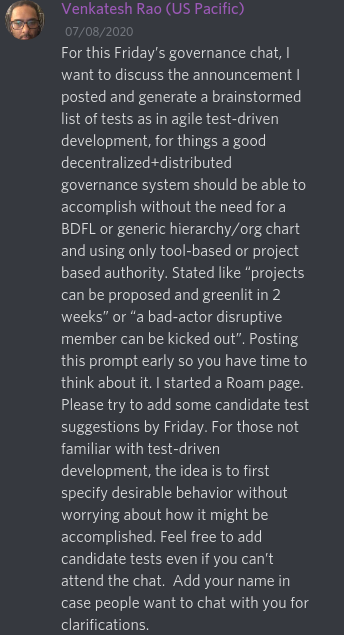 Venkatesh Rao (US Pacific)
07/08/2020
For this Friday's governance chat, I
want to discuss the announcement I
posted and generate a brainstormed
list of tests as in agile test-driven
development, for things a good
decentralized+distributed
governance system should be able to
accomplish without the need for a
BDFL or generic hierarchy/org chart
and using only tool-based or project
based authority. Stated like “projects
can be proposed and greenlit in 2
weeks” or “a bad-actor disruptive
member can be kicked out”. Posting
this prompt early so you have time to
think about it. I started a Roam page.
Please try to add some candidate test
suggestions by Friday. For those not
familiar with test-driven
development, the idea is to first
specify desirable behavior without
worrying about how it might be
accomplished. Feel free to add
candidate tests even if you can’t
attend the chat.  Add your name in
case people want to chat with you for
clarifications.